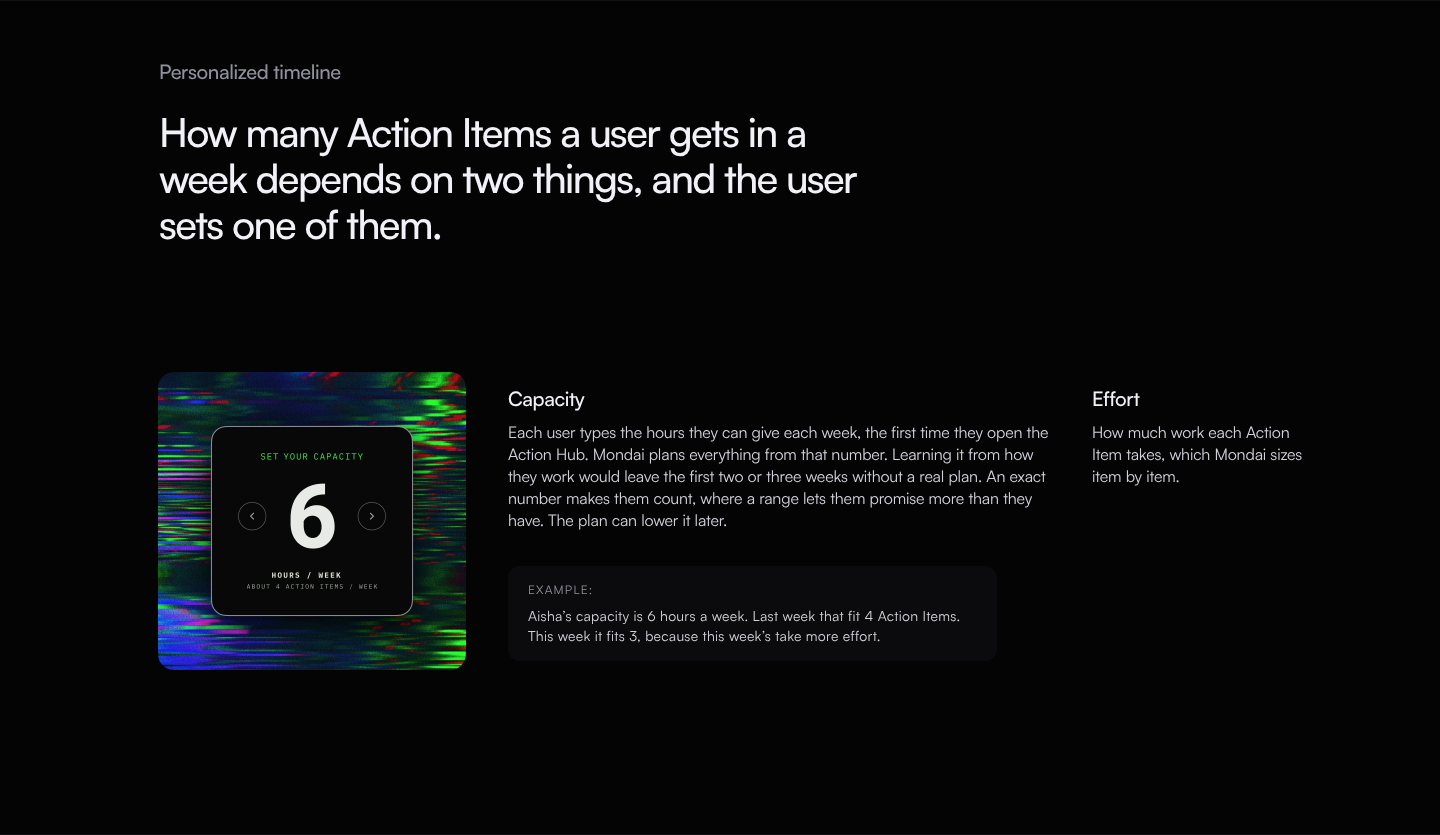 Personalized timeline
How many Action Items a user gets in a
week depends on two things, and the user
sets one of them.
SET YOUR CAPACITY
6
HOURS / WEEK
ABOUT 4 ACTION ITEMS / WEEK
Capacity
Each user types the hours they can give each week, the first time they open the
Action Hub. Mondai plans everything from that number. Learning it from how
they work would leave the first two or three weeks without a real plan. An exact
number makes them count, where a range lets them promise more than they
have. The plan can lower it later.
EXAMPLE:
Aisha’s capacity is 6 hours a week. Last week that fit 4 Action Items.
This week it fits 3, because this week’s take more effort.
Effort
How much work each Action
Item takes, which Mondai sizes
item by item.